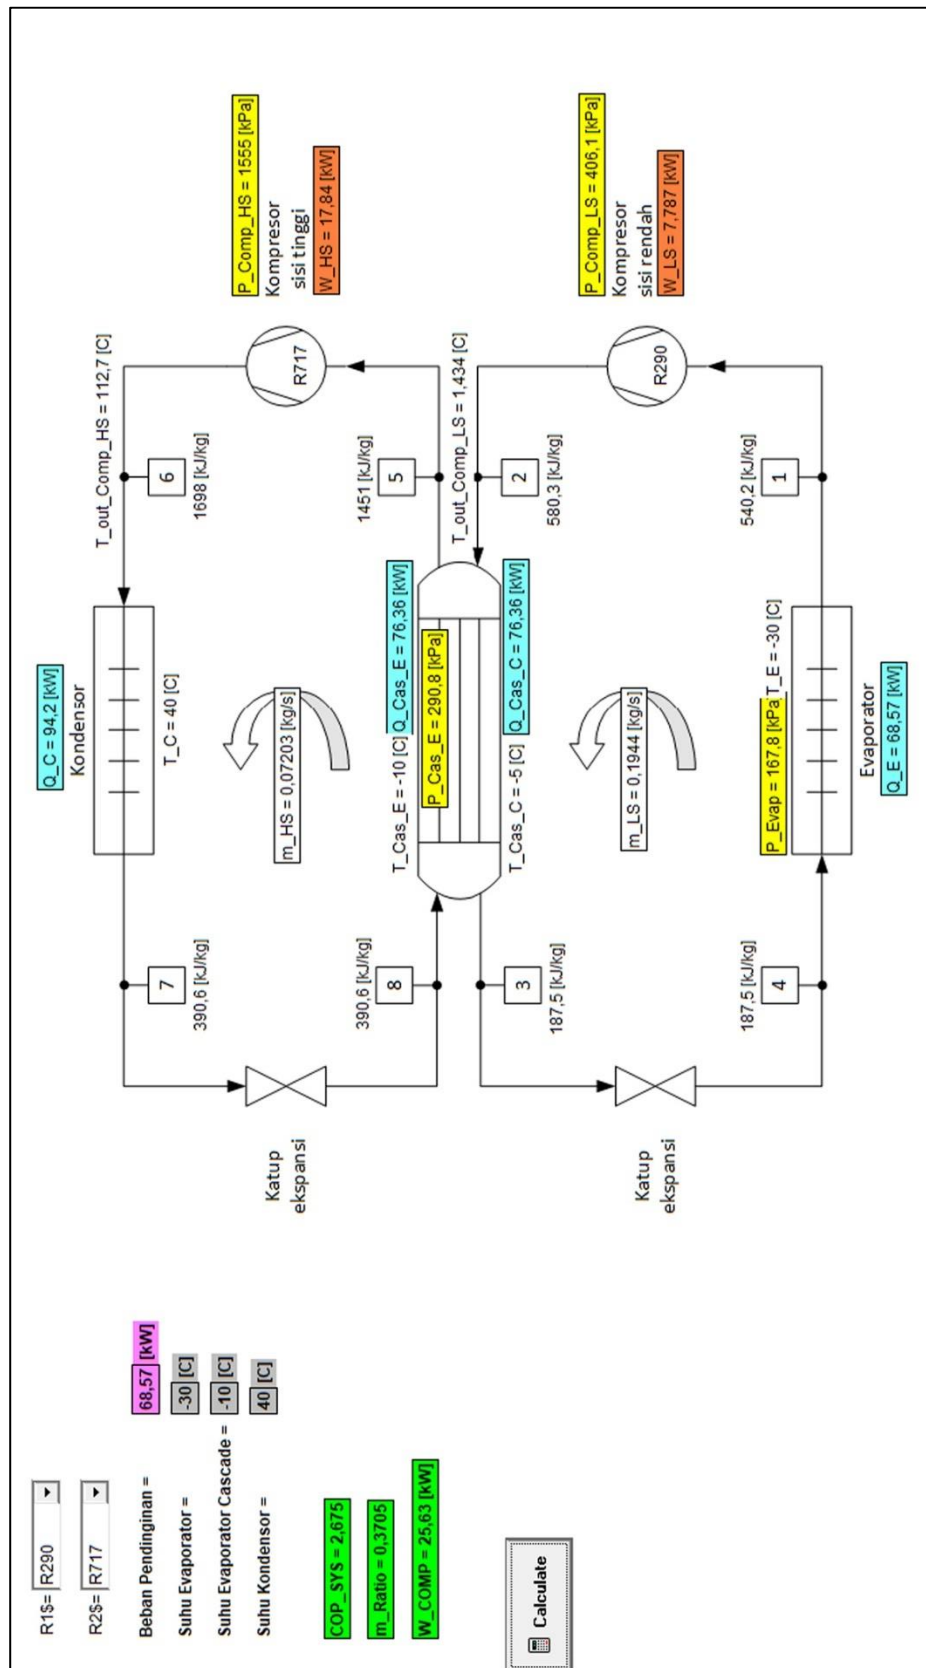 R1$= R290
R2$= R717
Beban Pendinginan = 68,57 [kW]
Suhu Evaporator = -30 [C]
Suhu Evaporator Cascade = -10 [C]
Suhu Kondensor = 40 [C]
COP_SYS = 2,675
m_Ratio = 0,3705
W_COMP = 25,63 [kW]
Calculate
Q_C = 94,2 [kW]
Kondensor
T_C = 40 [C]
T_out_Comp_HS = 112,7 [C]
7
390,6 [kJ/kg]
6
1698 [kJ/kg]
P_Comp_HS = 1555 [kPa]
Kompresor
sisi tinggi
W_HS = 17,84 [kW]
R717
Katup
ekspansi
m_HS = 0,07203 [kg/s]
390,6 [kJ/kg]
8
1451 [kJ/kg]
5
T_Cas_E = -10 [C]
Q_Cas_E = 76,36 [kW]
P_Cas_E = 290,8 [kPa]
T_out_Comp_LS = 1,434 [C]
T_Cas_C = -5 [C]
Q_Cas_C = 76,36 [kW]
3
187,5 [kJ/kg]
2
580,3 [kJ/kg]
P_Comp_LS = 406,1 [kPa]
Kompresor
sisi rendah
W_LS = 7,787 [kW]
R290
Katup
ekspansi
m_LS = 0,1944 [kg/s]
187,5 [kJ/kg]
4
540,2 [kJ/kg]
1
P_Evap = 167,8 [kPa]
T_E = -30 [C]
Evaporator
Q_E = 68,57 [kW]